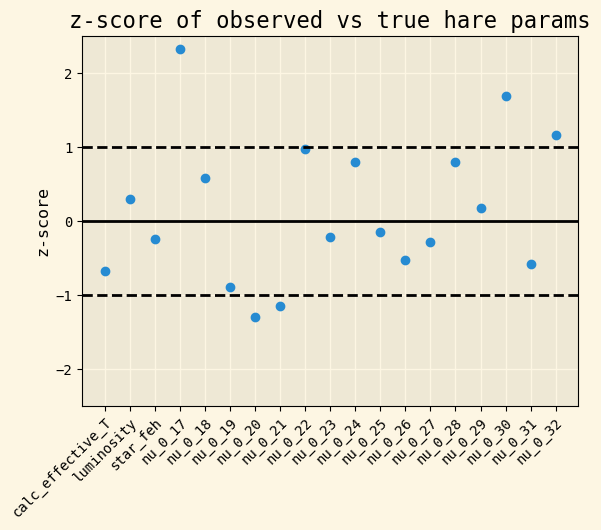 z-score of observed vs true hare params
z-score
2
1
0
−1
−2
calc_effective_T
luminosity
star_feh
nu_0_17
nu_0_18
nu_0_19
nu_0_20
nu_0_21
nu_0_22
nu_0_23
nu_0_24
nu_0_25
nu_0_26
nu_0_27
nu_0_28
nu_0_29
nu_0_30
nu_0_31
nu_0_32